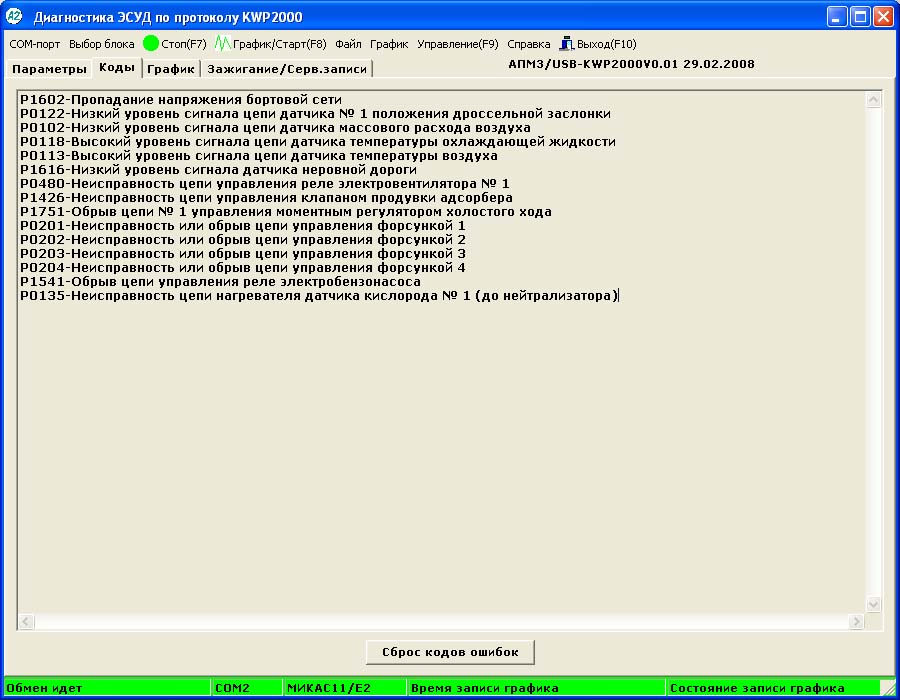 A2 Диагностика ЭСУД по протоколу KWP2000
COM-порт Выбор блока Стоп(F7) График/Старт(F8) Файл График Управление(F9) Справка Выход(F10)
Параметры Коды График Зажигание/Серв.записи АПМ3/USB-KWP2000V0.01 29.02.2008
P1602-Пропадание напряжения бортовой сети
P0122-Низкий уровень сигнала цепи датчика № 1 положения дроссельной заслонки
P0102-Низкий уровень сигнала цепи датчика массового расхода воздуха
P0118-Высокий уровень сигнала цепи датчика температуры охлаждающей жидкости
P0113-Высокий уровень сигнала цепи датчика температуры воздуха
P1616-Низкий уровень сигнала датчика неровной дороги
P0480-Неисправность цепи управления реле электровентилятора № 1
P1426-Неисправность цепи управления клапаном продувки адсорбера
P1751-Обрыв цепи № 1 управления моментным регулятором холостого хода
P0201-Неисправность или обрыв цепи управления форсункой 1
P0202-Неисправность или обрыв цепи управления форсункой 2
P0203-Неисправность или обрыв цепи управления форсункой 3
P0204-Неисправность или обрыв цепи управления форсункой 4
P1541-Обрыв цепи управления реле электробензонасоса
P0135-Неисправность цепи нагревателя датчика кислорода № 1 (до нейтрализатора)
Сброс кодов ошибок
Обмен идет COM2 МИКАС11/Е2 Время записи графика Состояние записи графика